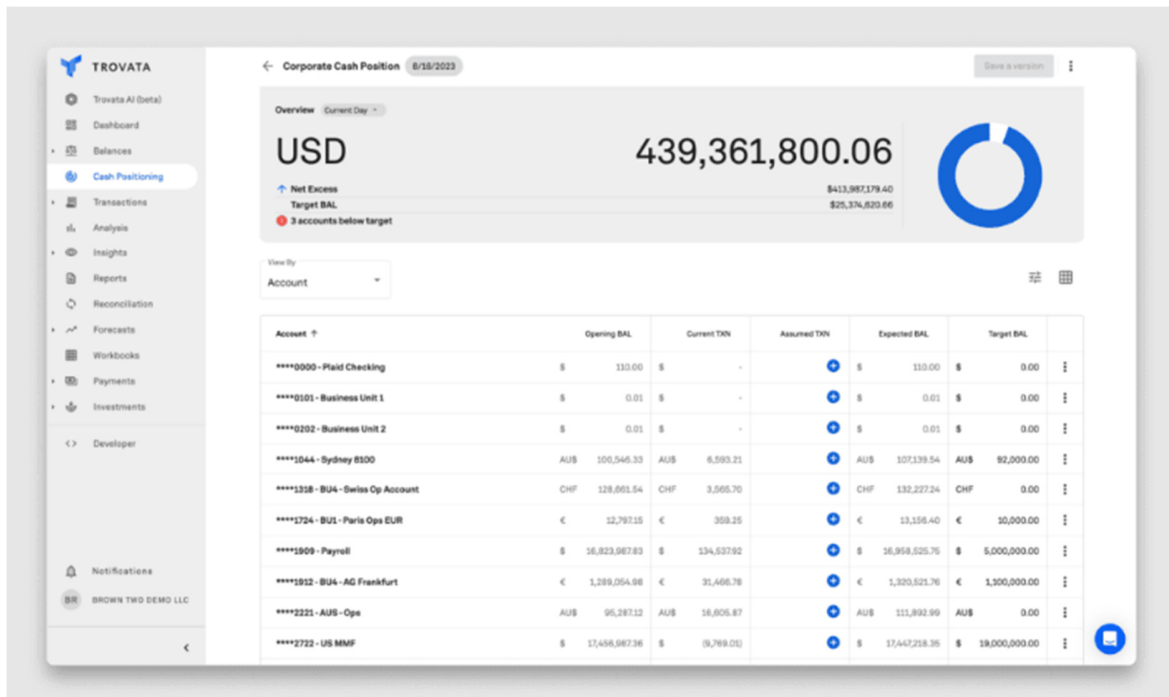 TROVATA
Trovata AI (beta)
Dashboard
Balances
Cash Positioning
Transactions
Analysis
Insights
Reports
Reconciliation
Forecasts
Workbooks
Payments
Investments
Developer
Notifications
BR BROWN TWO DEMO LLC
Corporate Cash Position 8/16/2023
Save a version
Overview Current Day
USD 439,361,800.06
Net Excess $413,987,179.40
Target BAL $25,374,620.66
3 accounts below target
View By
Account
Account Opening BAL Current TXN Assumed TXN Expected BAL Target BAL
****0000 - Plaid Checking $ 110.00 $ - $ 110.00 $ 0.00
****0101 - Business Unit 1 $ 0.01 $ - $ 0.01 $ 0.00
****0202 - Business Unit 2 $ 0.01 $ - $ 0.01 $ 0.00
****1044 - Sydney 8100 AU$ 100,546.33 AU$ 6,593.21 AU$ 107,139.54 AU$ 92,000.00
****1318 - BU4 - Swiss Op Account CHF 128,661.54 CHF 3,565.70 CHF 132,227.24 CHF 0.00
****1724 - BU1 - Paris Ops EUR € 12,797.15 € 359.25 € 13,156.40 € 10,000.00
****1909 - Payroll $ 16,823,987.83 $ 134,537.92 $ 16,958,525.75 $ 5,000,000.00
****1912 - BU4 - AG Frankfurt € 1,289,054.98 € 31,466.78 € 1,320,521.76 € 1,100,000.00
****2221 - AUS - Ops AU$ 95,287.12 AU$ 16,605.87 AU$ 111,892.99 AU$ 0.00
****2722 - US MMF $ 17,456,987.36 $ (9,769.01) $ 17,447,218.35 $ 19,000,000.00